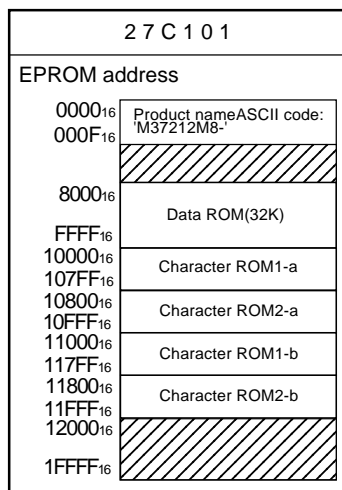 27C101
EPROM address
0000₁₆
Product nameASCII code:
'M37212M8-'
000F₁₆
8000₁₆
Data ROM(32K)
FFFF₁₆
10000₁₆
Character ROM1-a
107FF₁₆
10800₁₆
Character ROM2-a
10FFF₁₆
11000₁₆
Character ROM1-b
117FF₁₆
11800₁₆
Character ROM2-b
11FFF₁₆
12000₁₆
1FFFF₁₆